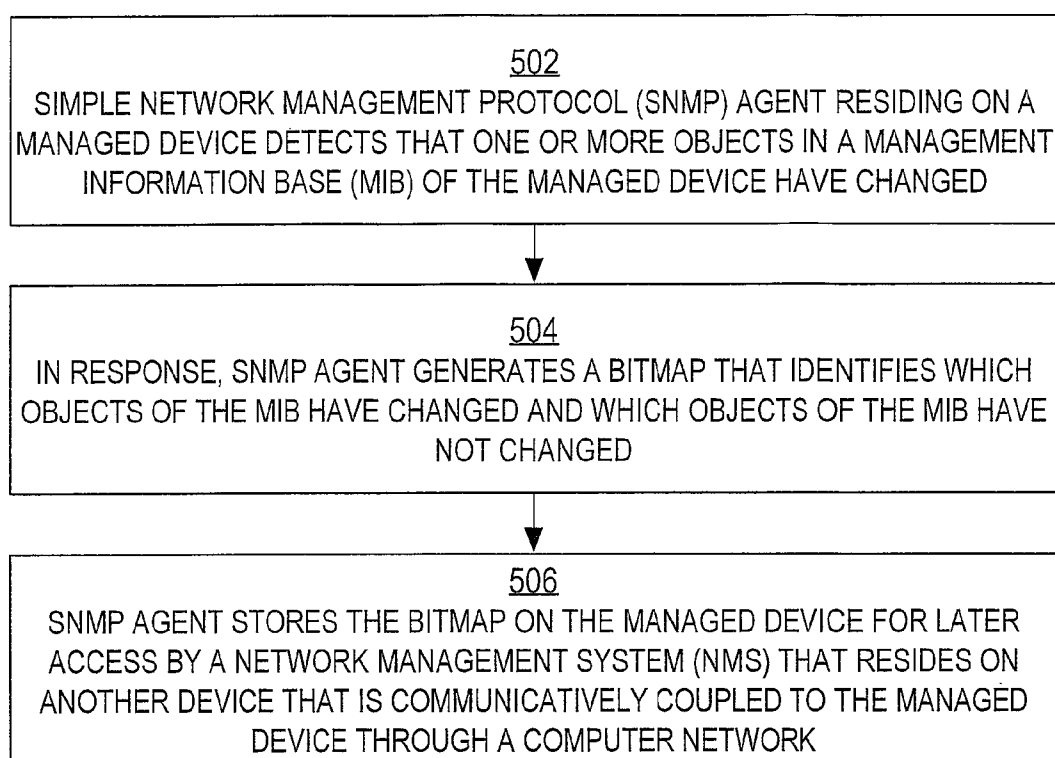 502
SIMPLE NETWORK MANAGEMENT PROTOCOL (SNMP) AGENT RESIDING ON A
MANAGED DEVICE DETECTS THAT ONE OR MORE OBJECTS IN A MANAGEMENT
INFORMATION BASE (MIB) OF THE MANAGED DEVICE HAVE CHANGED
504
IN RESPONSE, SNMP AGENT GENERATES A BITMAP THAT IDENTIFIES WHICH
OBJECTS OF THE MIB HAVE CHANGED AND WHICH OBJECTS OF THE MIB HAVE
NOT CHANGED
506
SNMP AGENT STORES THE BITMAP ON THE MANAGED DEVICE FOR LATER
ACCESS BY A NETWORK MANAGEMENT SYSTEM (NMS) THAT RESIDES ON
ANOTHER DEVICE THAT IS COMMUNICATIVELY COUPLED TO THE MANAGED
DEVICE THROUGH A COMPUTER NETWORK